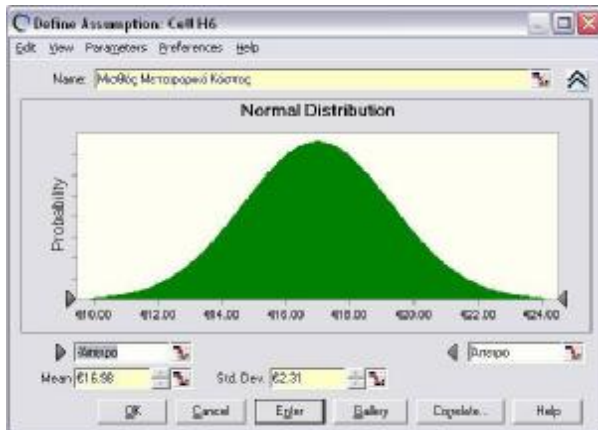 Define Assumption: Cell H6
Edit View Parameters Preferences Help
Name: Μισθός Μεταφορικό Κόστος
Normal Distribution
Probability
€10.00 €12.00 €14.00 €16.00 €18.00 €20.00 €22.00 €24.00
Άπειρο Άπειρο
Mean €16.98 Std. Dev. €2.31
OK Cancel Enter Gallery Correlate... Help